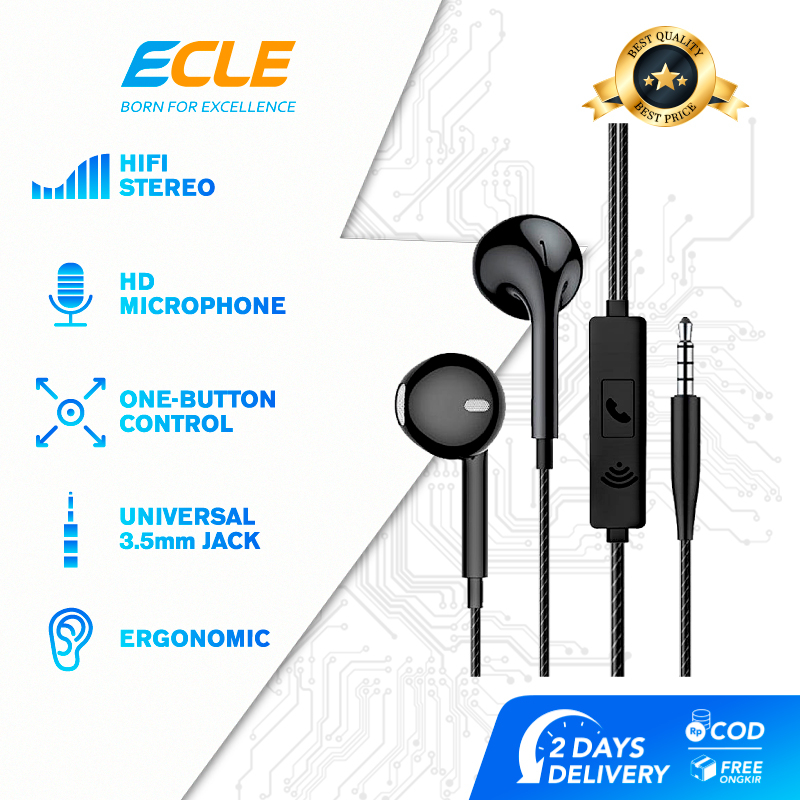 ECLE
BORN FOR EXCELLENCE
BEST QUALITY
BEST PRICE
HIFI
STEREO
HD
MICROPHONE
ONE-BUTTON
CONTROL
UNIVERSAL
3.5mm JACK
ERGONOMIC
2 DAYS
DELIVERY
Rp
COD
FREE
ONGKIR